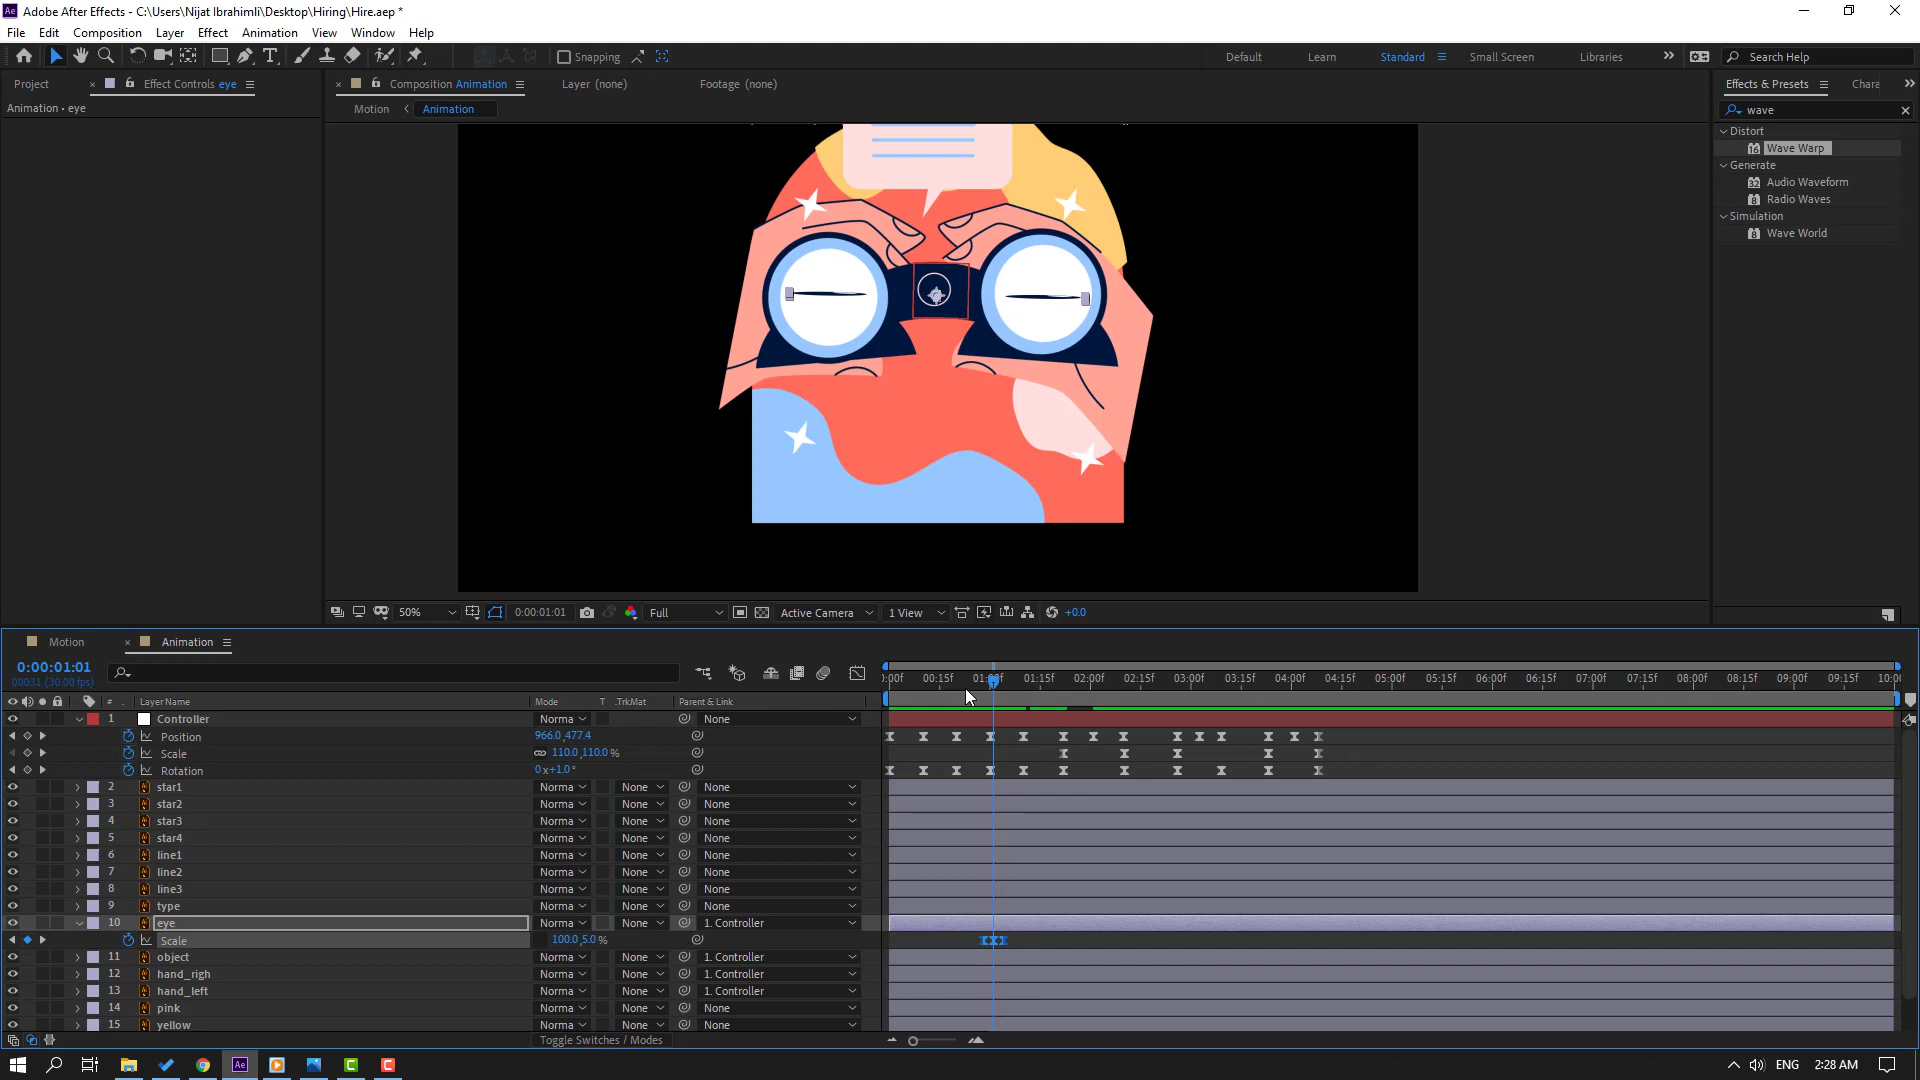 Adobe After Effects - C:\Users\Nijat Ibrahimli\Desktop\Hiring\Hire.aep *
File Edit Composition Layer Effect Animation View Window Help
Snapping Default Learn Standard Small Screen Libraries Search Help
Project Effect Controls eye Composition Animation Layer (none) Footage (none) Effects & Presets Chara
Animation • eye Motion Animation wave
Distort
Wave Warp
Generate
Audio Waveform
Radio Waves
Simulation
Wave World
50% 0:00:01:01 Full Active Camera 1 View +0.0
Motion Animation
0:00:01:01
00031 (30.00 fps)
:00f 00:15f 01:00f 01:15f 02:00f 02:15f 03:00f 03:15f 04:00f 04:15f 05:00f 05:15f 06:00f 06:15f 07:00f 07:15f 08:00f 08:15f 09:00f 09:15f 10:00
# Layer Name Mode T .TrkMat Parent & Link
1 Controller Norma None
Position 966.0,477.4
Scale 110.0,110.0 %
Rotation 0x+1.0°
2 star1 Norma None None
3 star2 Norma None None
4 star3 Norma None None
5 star4 Norma None None
6 line1 Norma None None
7 line2 Norma None None
8 line3 Norma None None
9 type Norma None None
10 eye Norma None 1. Controller
Scale 100.0,5.0 %
11 object Norma None 1. Controller
12 hand_righ Norma None 1. Controller
13 hand_left Norma None 1. Controller
14 pink Norma None None
15 yellow Norma None None
Toggle Switches / Modes
ENG 2:28 AM